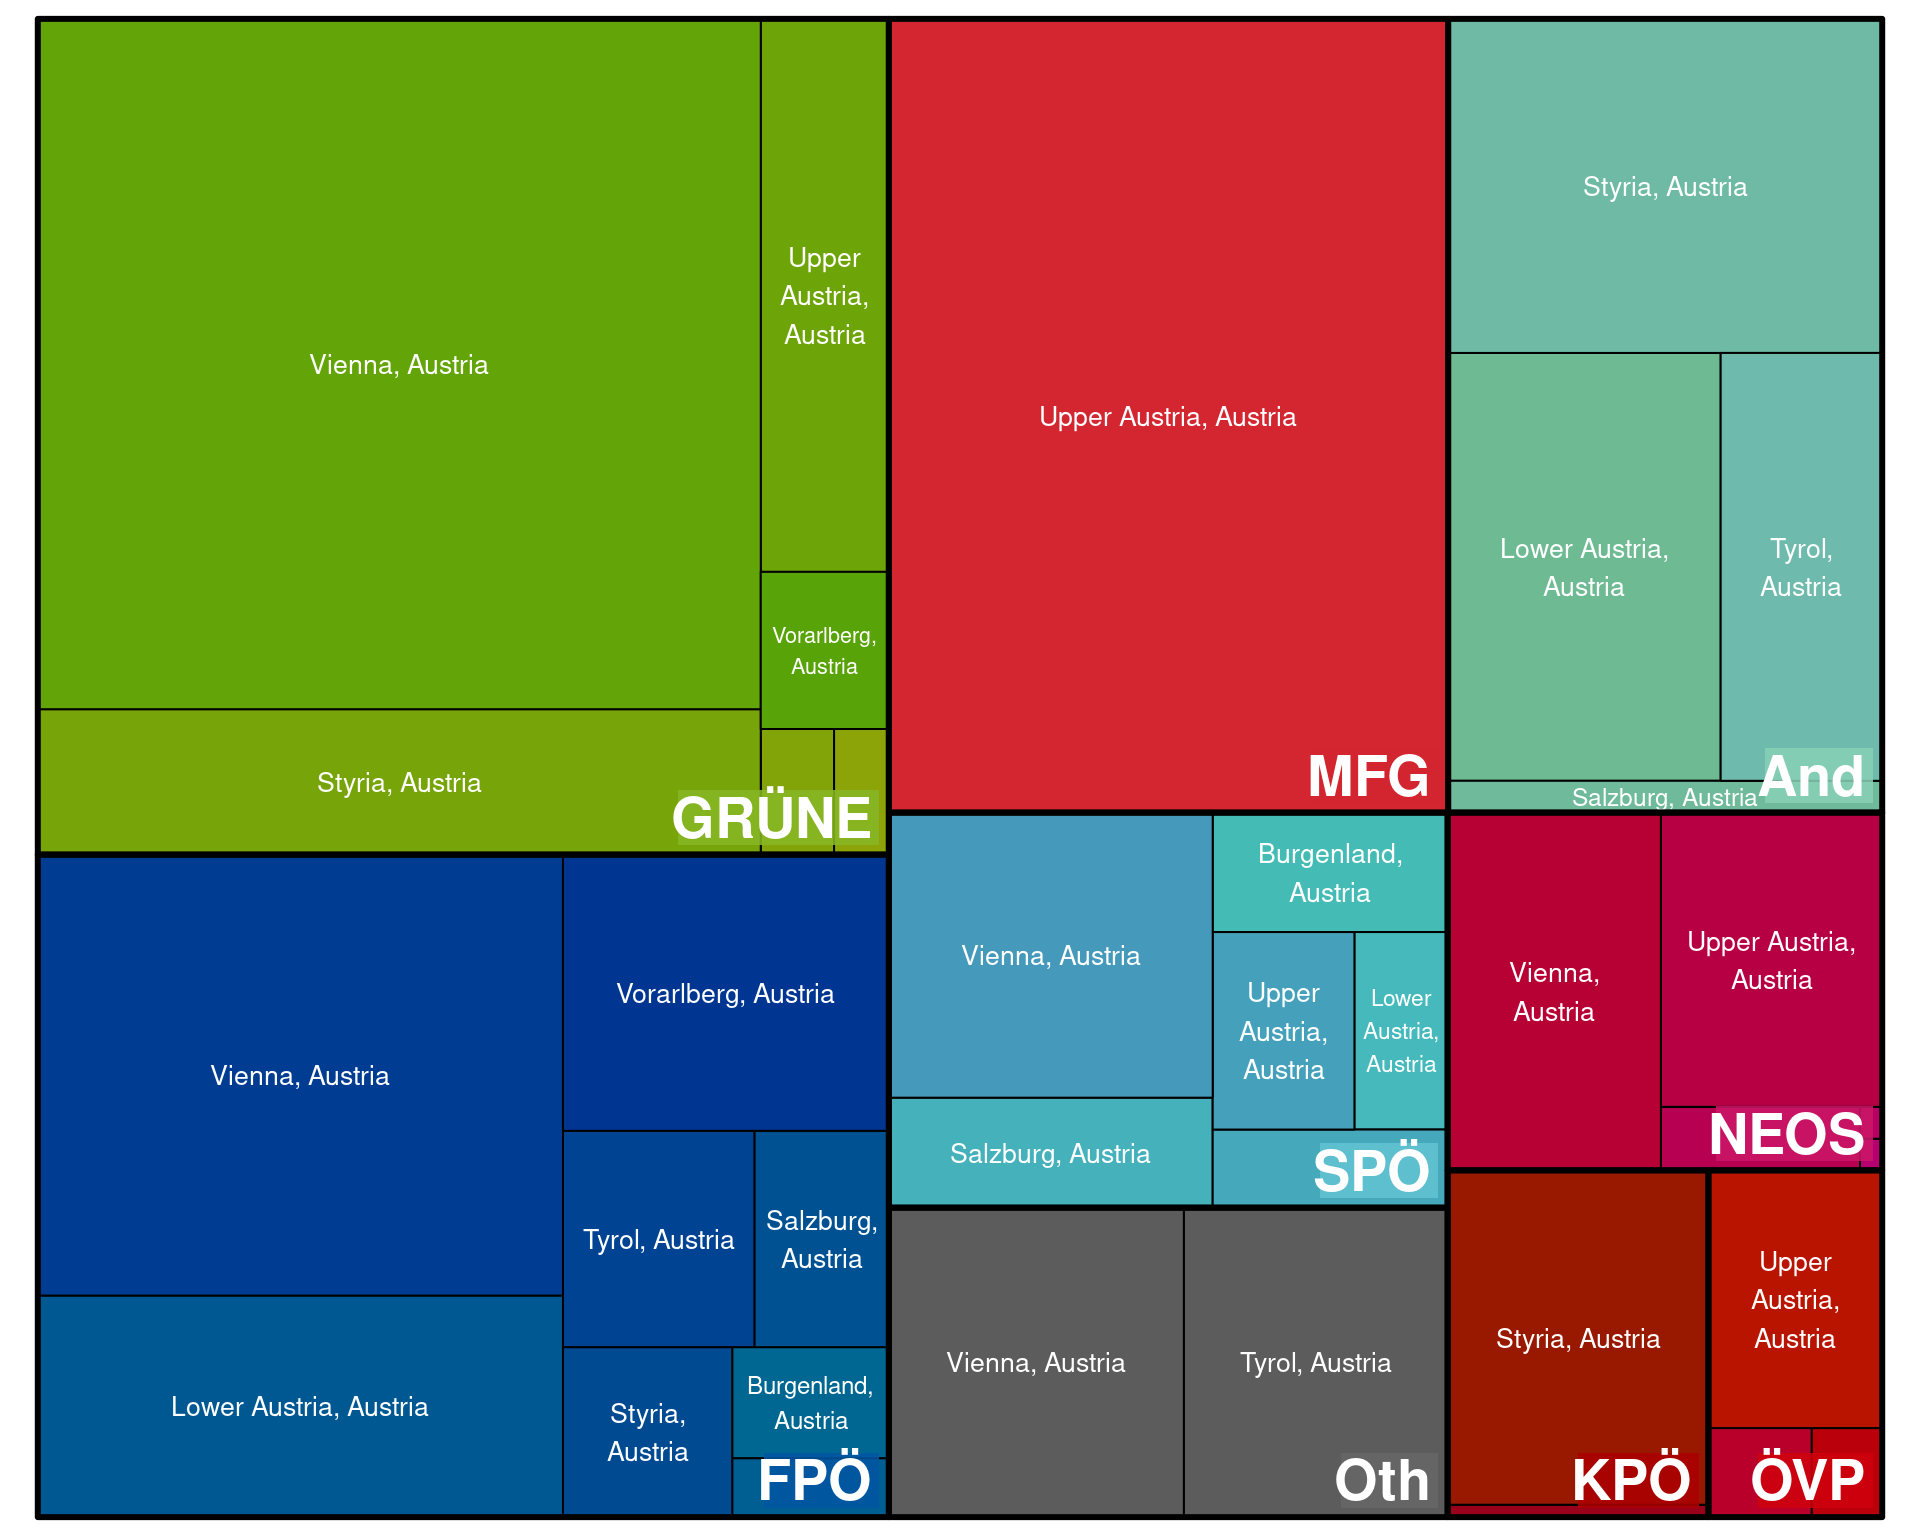 Vienna, Austria
Upper
Austria,
Austria
Vorarlberg,
Austria
Styria, Austria
GRÜNE
Upper Austria, Austria
MFG
Styria, Austria
Lower Austria,
Austria
Tyrol,
Austria
Salzburg, Austria
And
Vienna, Austria
Vorarlberg, Austria
Tyrol, Austria
Salzburg,
Austria
Lower Austria, Austria
Styria,
Austria
Burgenland,
Austria
FPÖ
Vienna, Austria
Burgenland,
Austria
Upper
Austria,
Austria
Lower
Austria,
Austria
Salzburg, Austria
SPÖ
Vienna,
Austria
Upper Austria,
Austria
NEOS
Vienna, Austria
Tyrol, Austria
Oth
Styria, Austria
KPÖ
Upper
Austria,
Austria
ÖVP